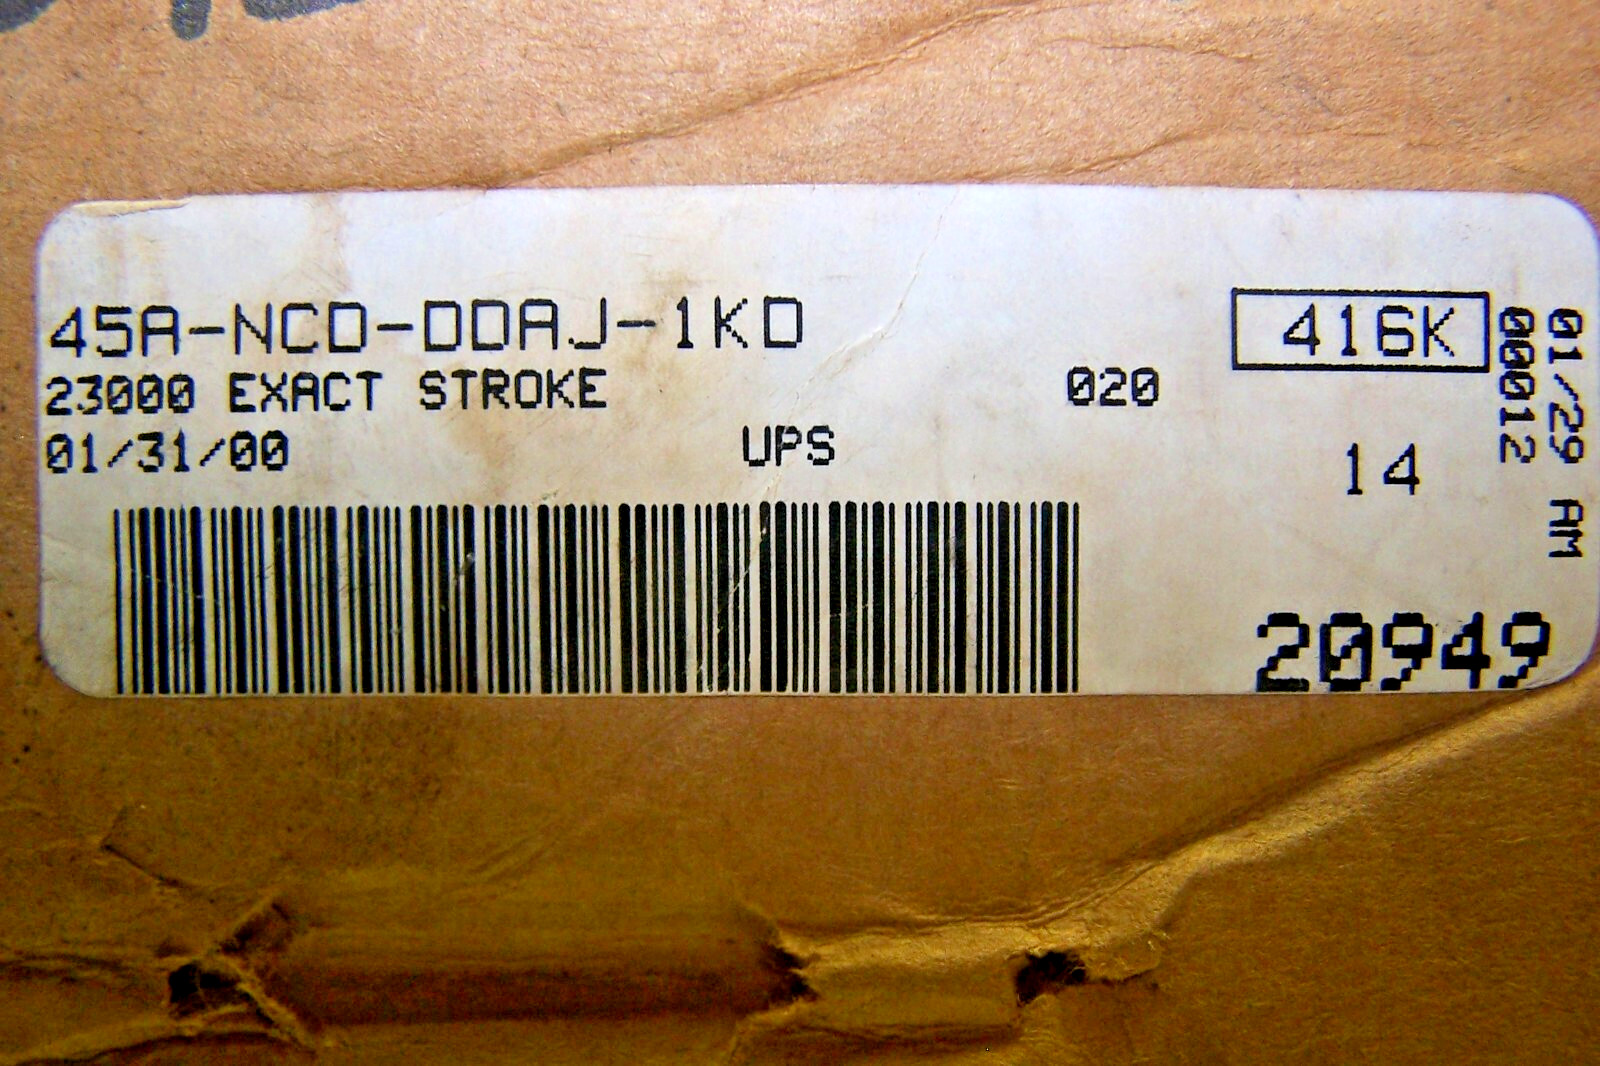 45A-NCD-DDAJ-1KD
416K
23000 EXACT STROKE
020
01/31/00
UPS
14
20949
01/29 AM
00012